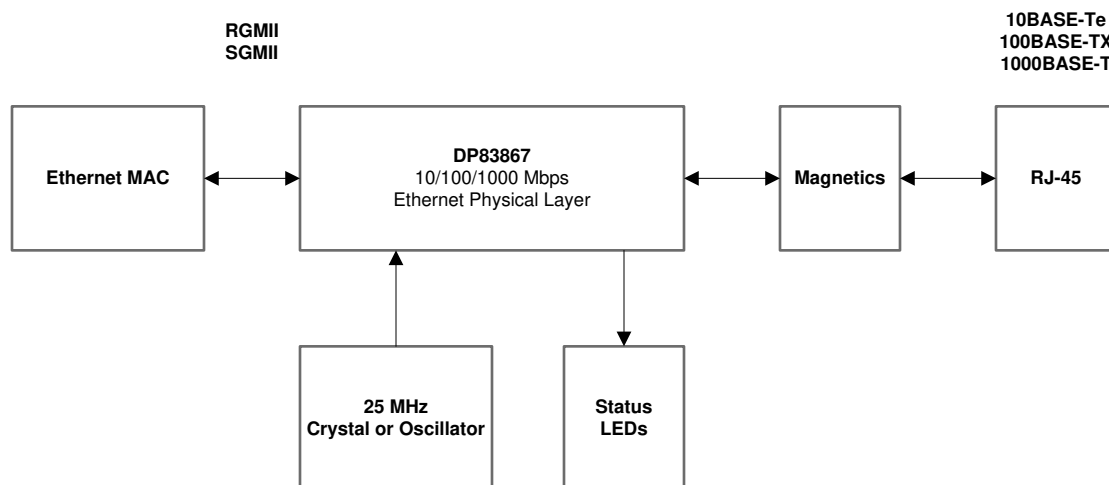 RGMII
SGMII
10BASE-Te
100BASE-TX
1000BASE-T
Ethernet MAC
DP83867
10/100/1000 Mbps
Ethernet Physical Layer
Magnetics
RJ-45
25 MHz
Crystal or Oscillator
Status
LEDs